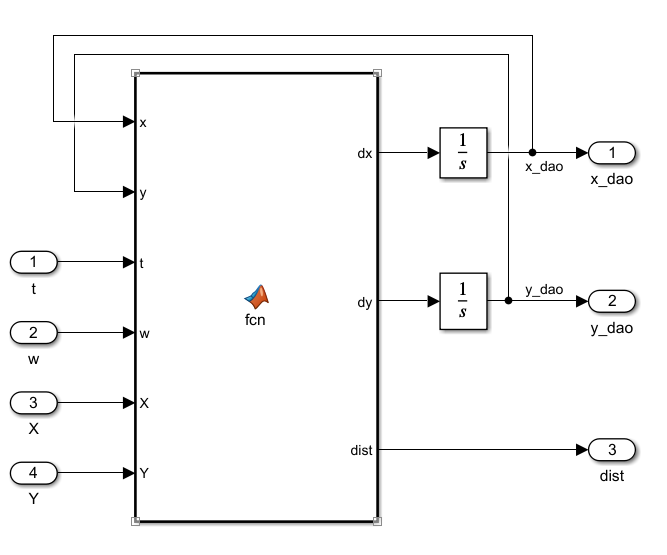 x
dx
1
s
1
x_dao
x_dao
y
1
t
t
fcn
dy
1
s
y_dao
2
y_dao
2
w
w
3
X
X
dist
3
dist
4
Y
Y